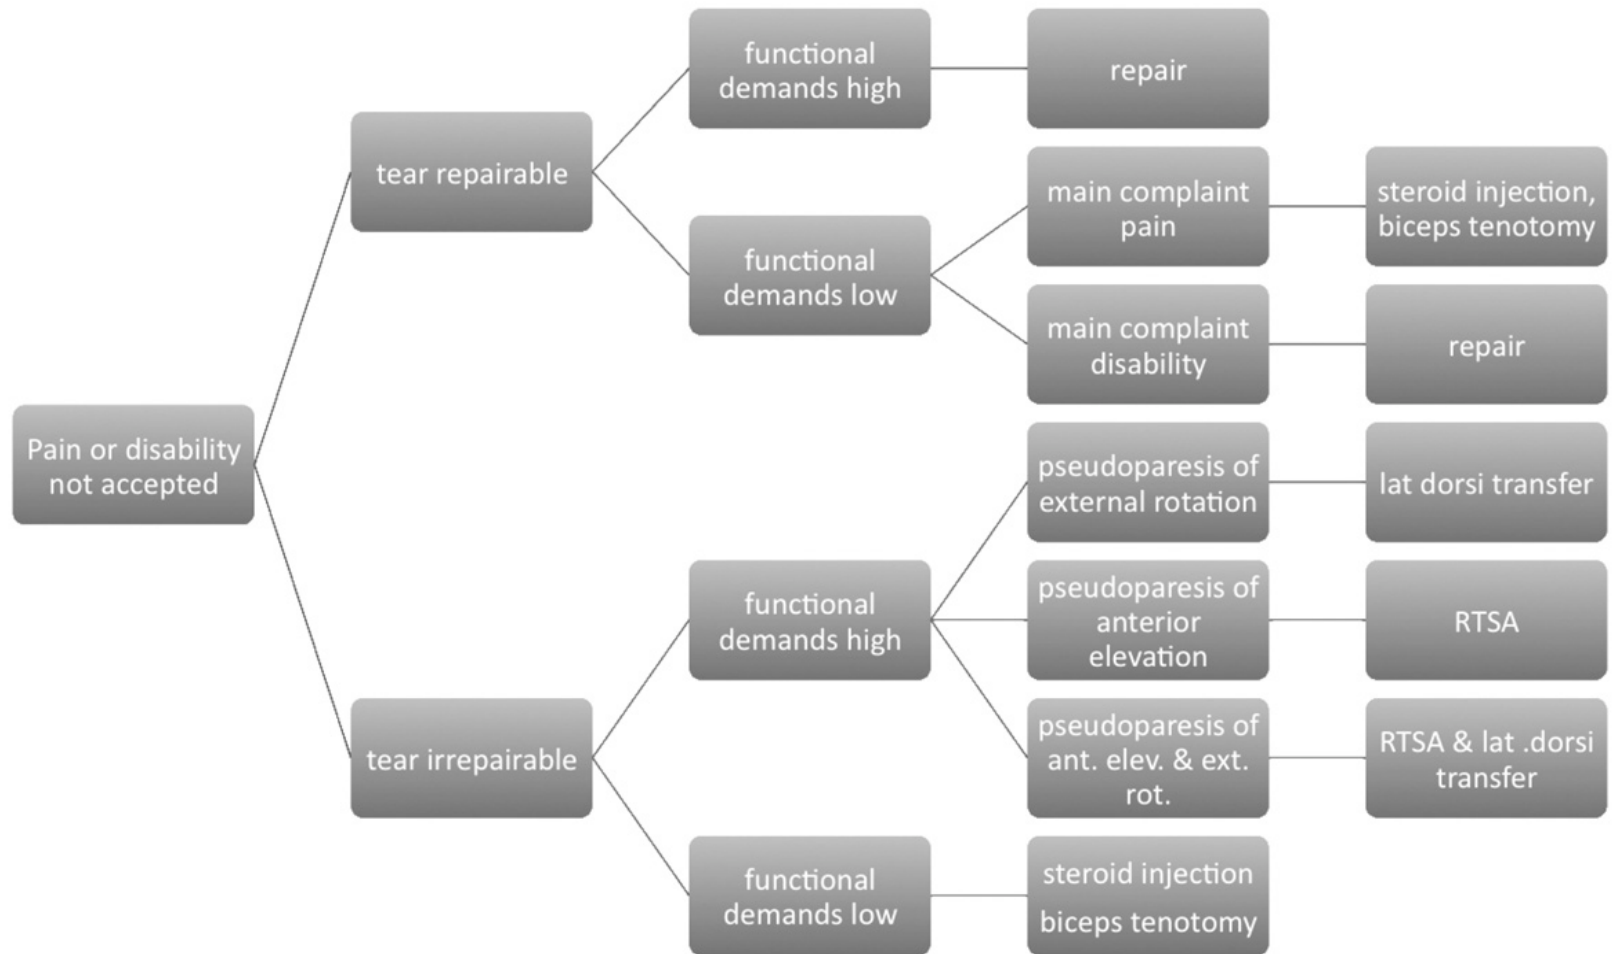 Pain or disability
not accepted
tear repairable
functional
demands high
repair
functional
demands low
main complaint
pain
steroid injection,
biceps tenotomy
main complaint
disability
repair
tear irrepairable
functional
demands high
pseudoparesis of
external rotation
lat dorsi transfer
pseudoparesis of
anterior
elevation
RTSA
pseudoparesis of
ant. elev. & ext.
rot.
RTSA & lat .dorsi
transfer
functional
demands low
steroid injection
biceps tenotomy